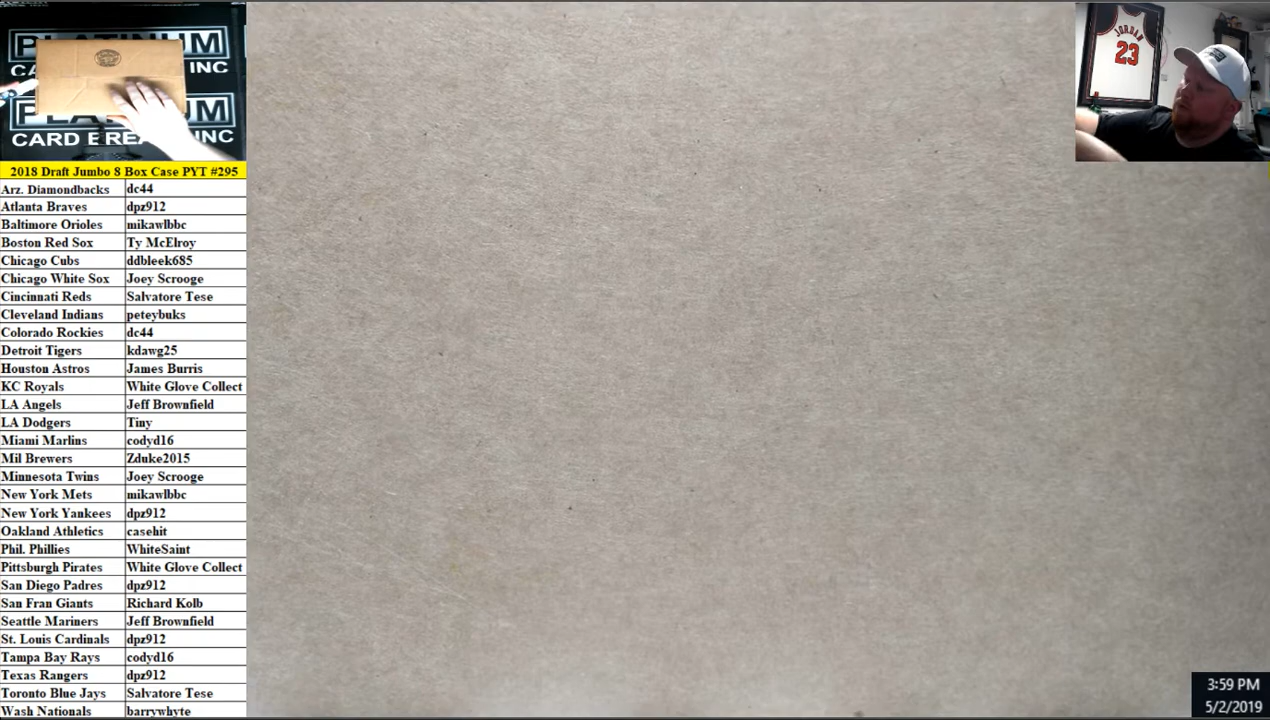 PLATINUM
CA INC
CARD BREA INC
JORDAN
23
2018 Draft Jumbo 8 Box Case PYT #295
Arz. Diamondbacks dc44
Atlanta Braves dpz912
Baltimore Orioles mikawlbbc
Boston Red Sox Ty McElroy
Chicago Cubs ddbleek685
Chicago White Sox Joey Scrooge
Cincinnati Reds Salvatore Tese
Cleveland Indians peteybuks
Colorado Rockies dc44
Detroit Tigers kdawg25
Houston Astros James Burris
KC Royals White Glove Collect
LA Angels Jeff Brownfield
LA Dodgers Tiny
Miami Marlins codyd16
Mil Brewers Zduke2015
Minnesota Twins Joey Scrooge
New York Mets mikawlbbc
New York Yankees dpz912
Oakland Athletics casehit
Phil. Phillies WhiteSaint
Pittsburgh Pirates White Glove Collect
San Diego Padres dpz912
San Fran Giants Richard Kolb
Seattle Mariners Jeff Brownfield
St. Louis Cardinals dpz912
Tampa Bay Rays codyd16
Texas Rangers dpz912
Toronto Blue Jays Salvatore Tese
Wash Nationals barrywhyte
3:59 PM
5/2/2019